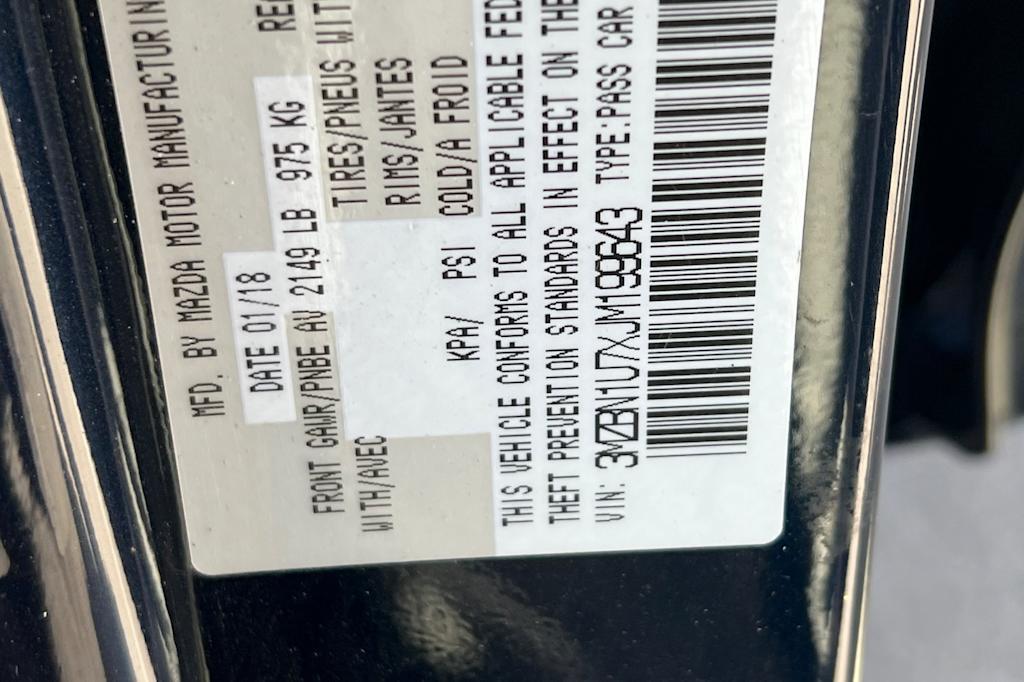 MFD. BY MAZDA MOTOR MANUFACTURIN
DATE 01/18
FRONT GAWR/PNBE AV 2149 LB 975 KG
WITH/AVEC TIRES/PNEUS WIT
RIMS/JANTES
KPA/ PSI COLD/A FROID
THIS VEHICLE CONFORMS TO ALL APPLICABLE FED
THEFT PREVENTION STANDARDS IN EFFECT ON THE
VIN: 3MZBN1U7XJM199643 TYPE:PASS CAR